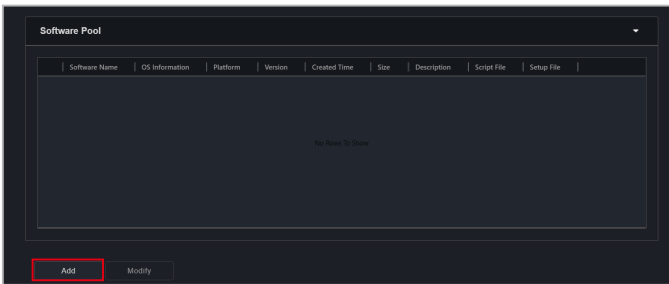 Software Pool
Software Name OS Information Platform Version Created Time Size Description Script File Setup File
No Rows To Show
Add Modify